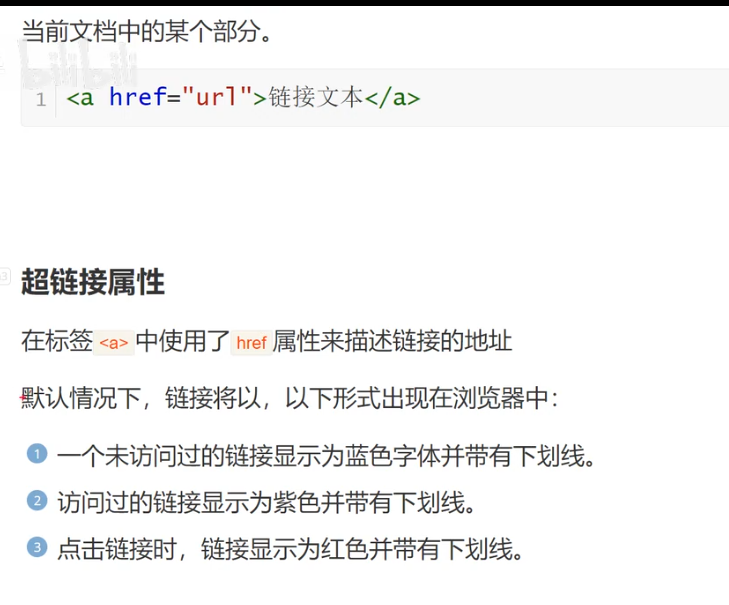 当前文档中的某个部分。
bilibili
1 <a href="url">链接文本</a>
超链接属性
在标签 <a> 中使用了 href 属性来描述链接的地址
默认情况下，链接将以，以下形式出现在浏览器中：
1 一个未访问过的链接显示为蓝色字体并带有下划线。
2 访问过的链接显示为紫色并带有下划线。
3 点击链接时，链接显示为红色并带有下划线。